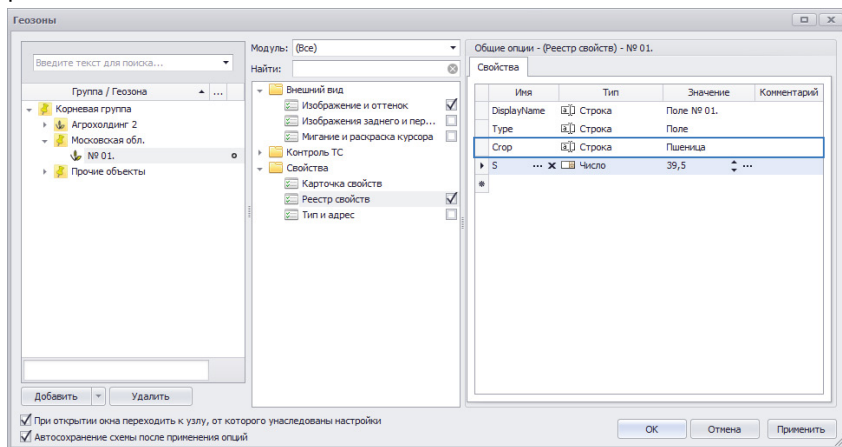 Геозоны
Введите текст для поиска...
Группа / Геозона ...
Корневая группа
Агрохолдинг 2
Московская обл.
№ 01.
Прочие объекты
Добавить Удалить
Модуль: (Все)
Найти:
Внешний вид
Изображение и оттенок
Изображения заднего и пер...
Мигание и раскраска курсора
Контроль ТС
Свойства
Карточка свойств
Реестр свойств
Тип и адрес
Общие опции - (Реестр свойств) - № 01.
Свойства
Имя Тип Значение Комментарий
DisplayName Строка Поле № 01.
Type Строка Поле
Crop Строка Пшеница
S ... Число 39,5 ...
При открытии окна переходить к узлу, от которого унаследованы настройки
Автосохранение схемы после применения опций
ОК Отмена Применить